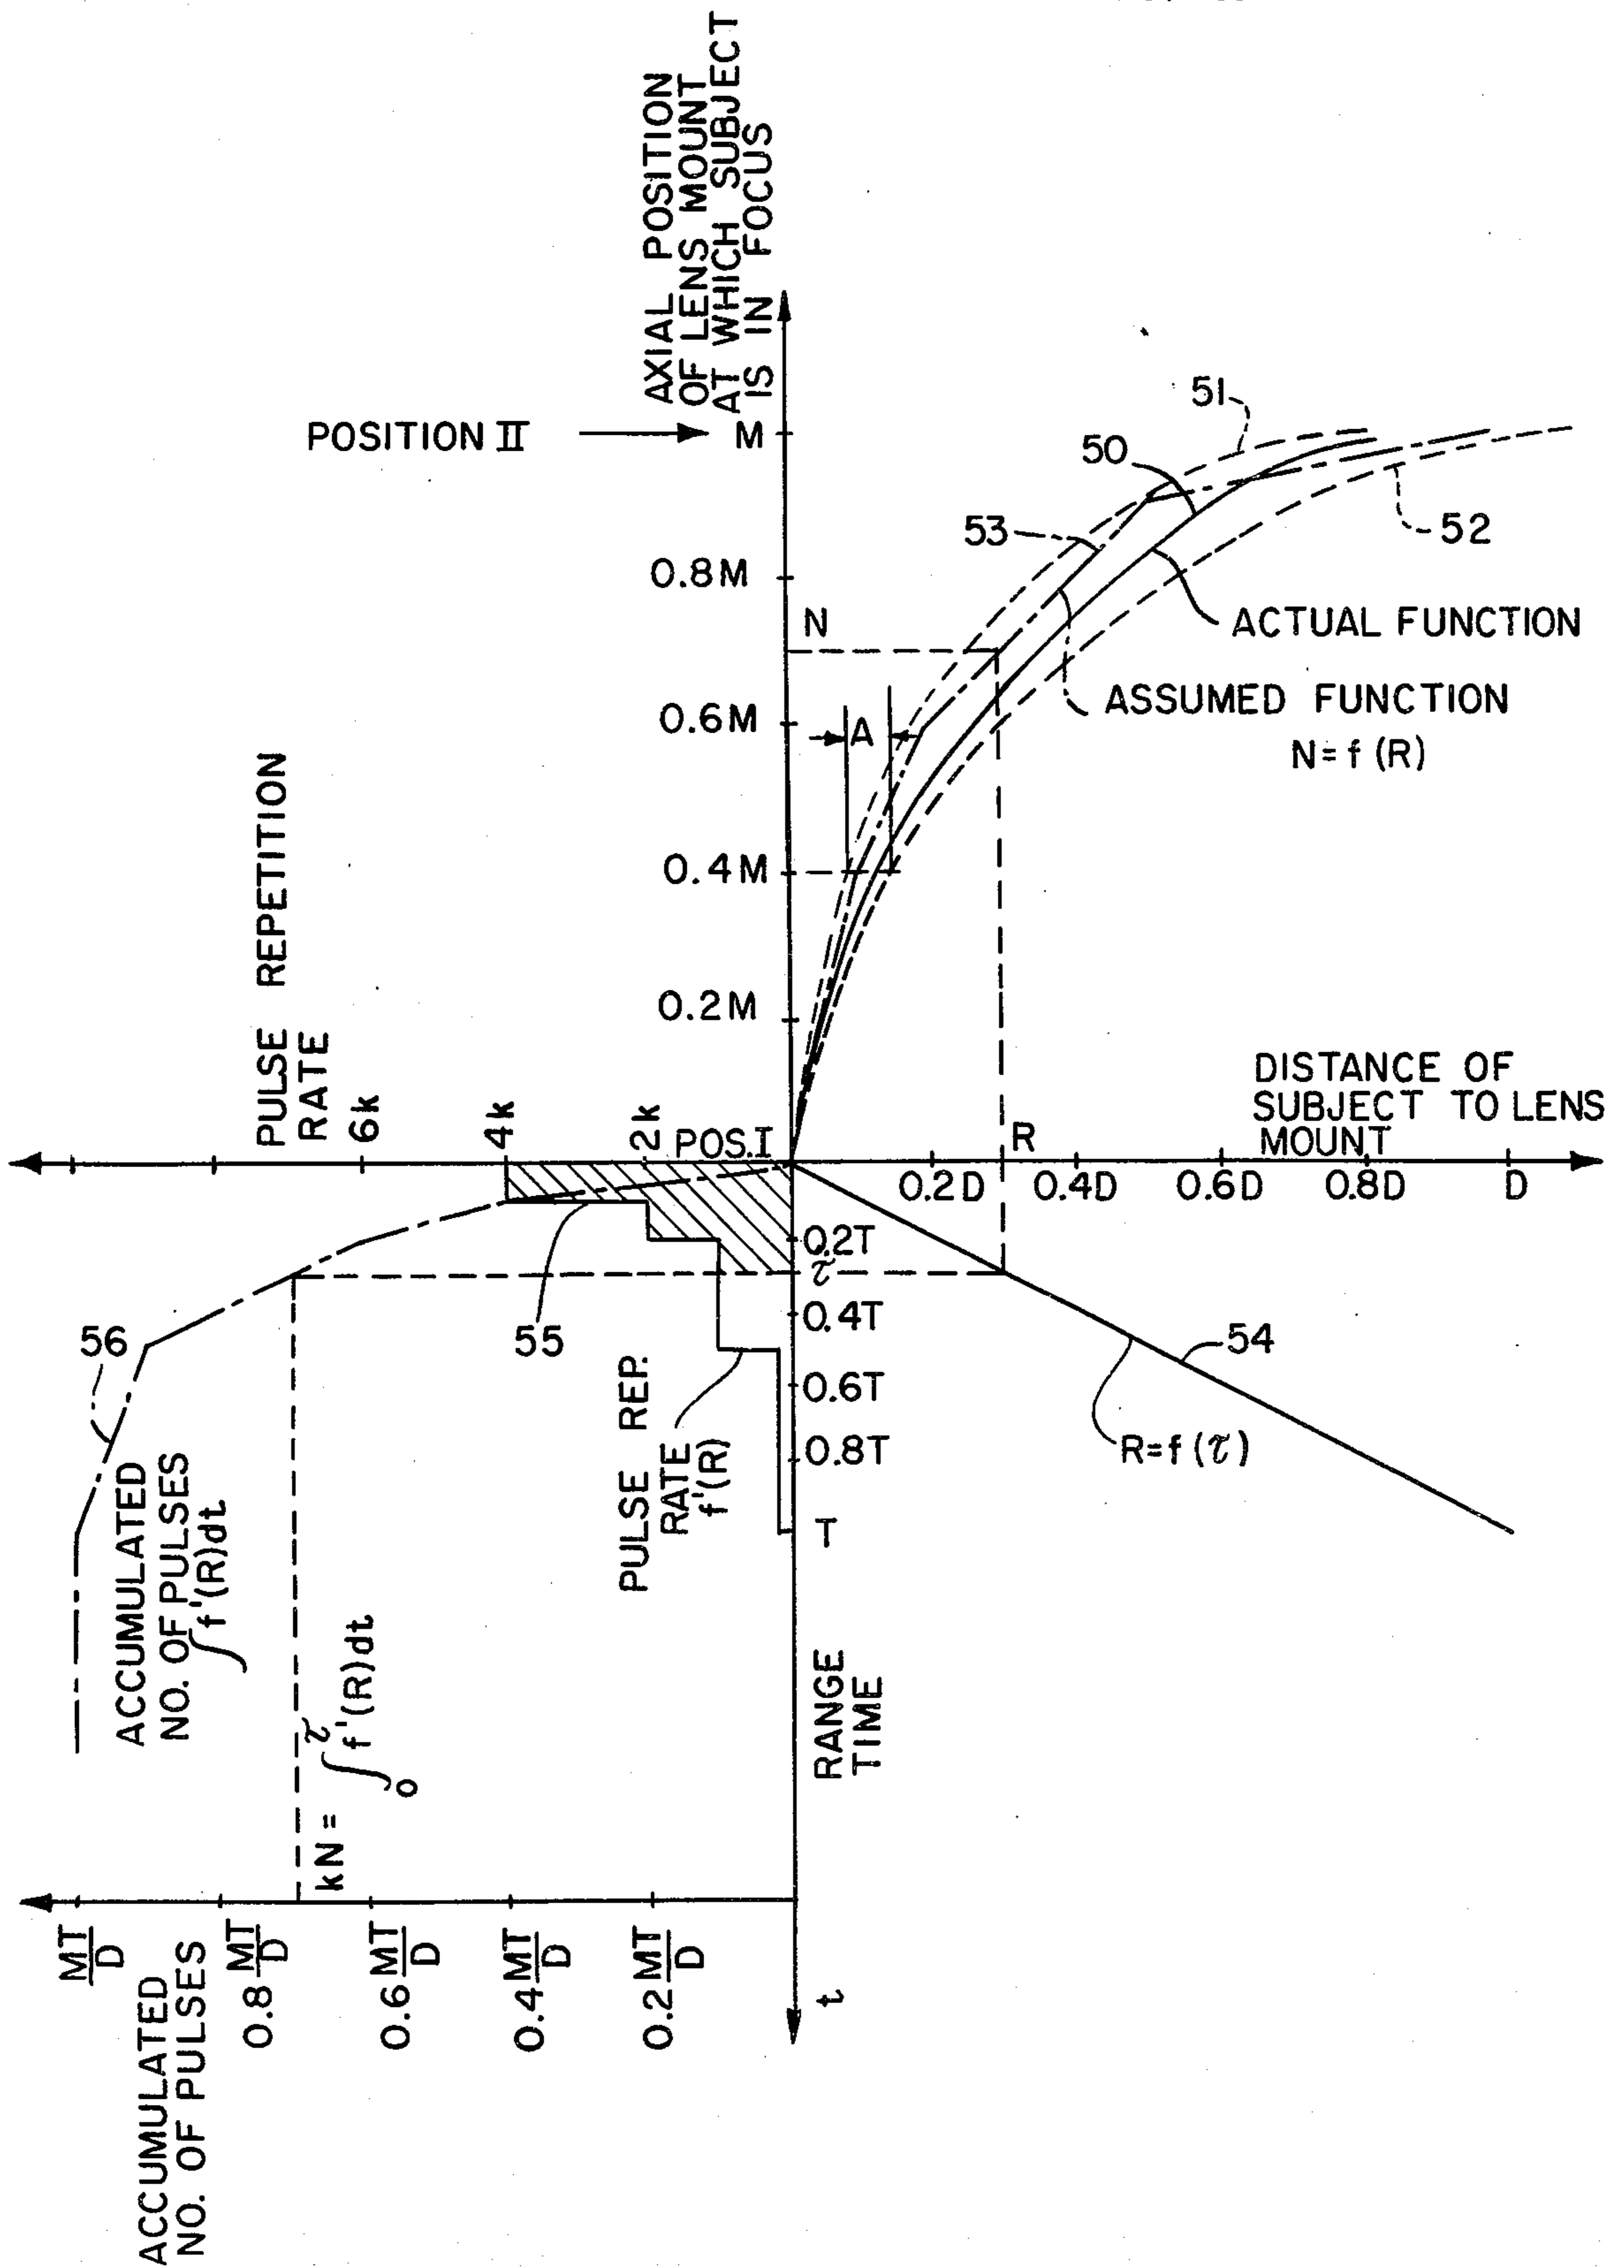 AXIAL POSITION
OF LENS MOUNT
AT WHICH SUBJECT
IS IN FOCUS
POSITION II
M
51
50
53
52
0.8M
N
ACTUAL FUNCTION
ASSUMED FUNCTION
N=f(R)
0.6M
A
0.4M
0.2M
PULSE REPETITION
RATE
6k
4k
2k
POS.I
R
DISTANCE OF
SUBJECT TO LENS
MOUNT
0.2D
0.4D
0.6D
0.8D
D
0.2T
τ
0.4T
0.6T
0.8T
T
56
55
54
R=f(τ)
PULSE REP.
RATE
f'(R)
ACCUMULATED
NO. OF PULSES
∫f'(R)dt
kN = ∫₀^τ f'(R)dt
RANGE
TIME
t
MT/D
0.8 MT/D
0.6 MT/D
0.4 MT/D
0.2 MT/D
ACCUMULATED
NO. OF PULSES